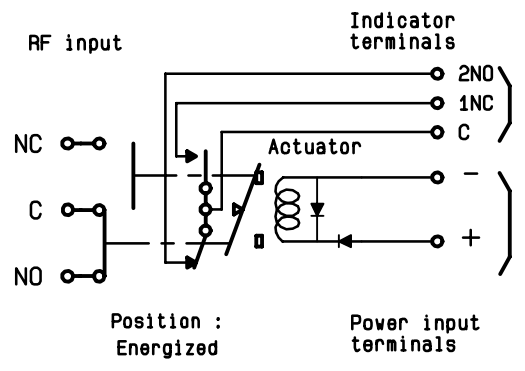 Indicator
terminals
RF input
2NO
1NC
C
Actuator
NC
C
NO
−
+
Position :
Energized
Power input
terminals